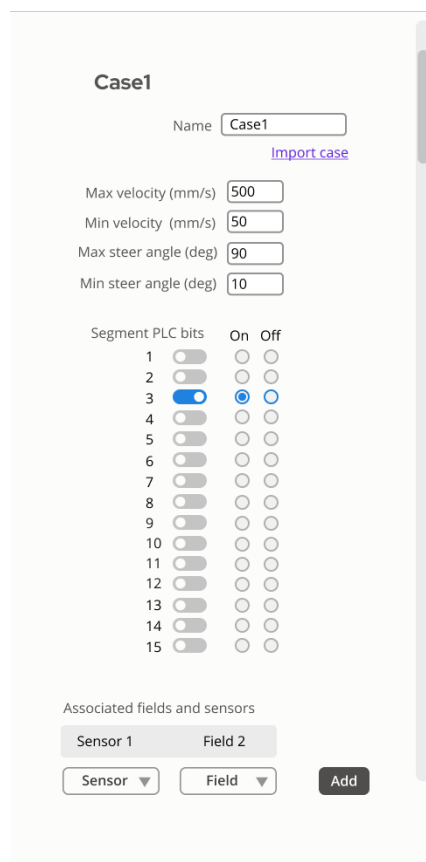 Case1
Name Case1
Import case
Max velocity (mm/s) 500
Min velocity (mm/s) 50
Max steer angle (deg) 90
Min steer angle (deg) 10
Segment PLC bits On Off
1
2
3
4
5
6
7
8
9
10
11
12
13
14
15
Associated fields and sensors
Sensor 1 Field 2
Sensor Field Add